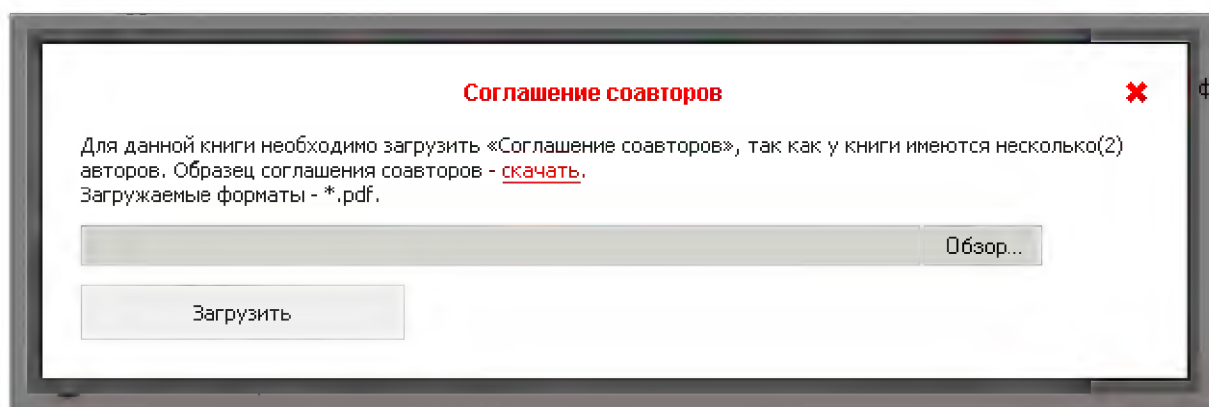 Соглашение соавторов
Для данной книги необходимо загрузить «Соглашение соавторов», так как у книги имеются несколько(2)
авторов. Образец соглашения соавторов - скачать.
Загружаемые форматы - *.pdf.
Обзор...
Загрузить